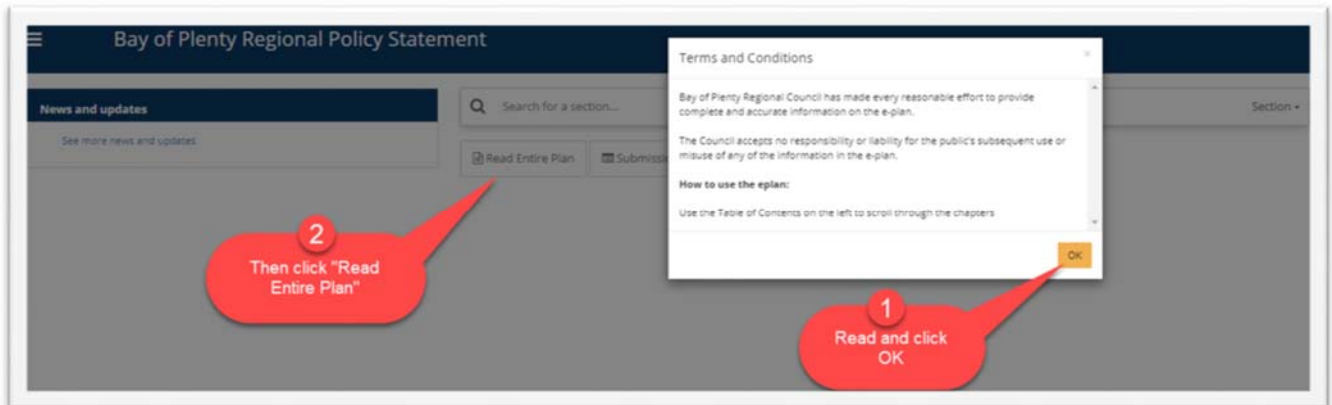 Bay of Plenty Regional Policy Statement
News and updates
See more news and updates
Search for a section...
Section
Read Entire Plan
Terms and Conditions
×
Bay of Plenty Regional Council has made every reasonable effort to provide
complete and accurate information on the e-plan.
The Council accepts no responsibility or liability for the public's subsequent use or
misuse of any of the information in the e-plan.
How to use the eplan:
Use the Table of Contents on the left to scroll through the chapters
OK
1
Read and click
OK
2
Then click "Read
Entire Plan"